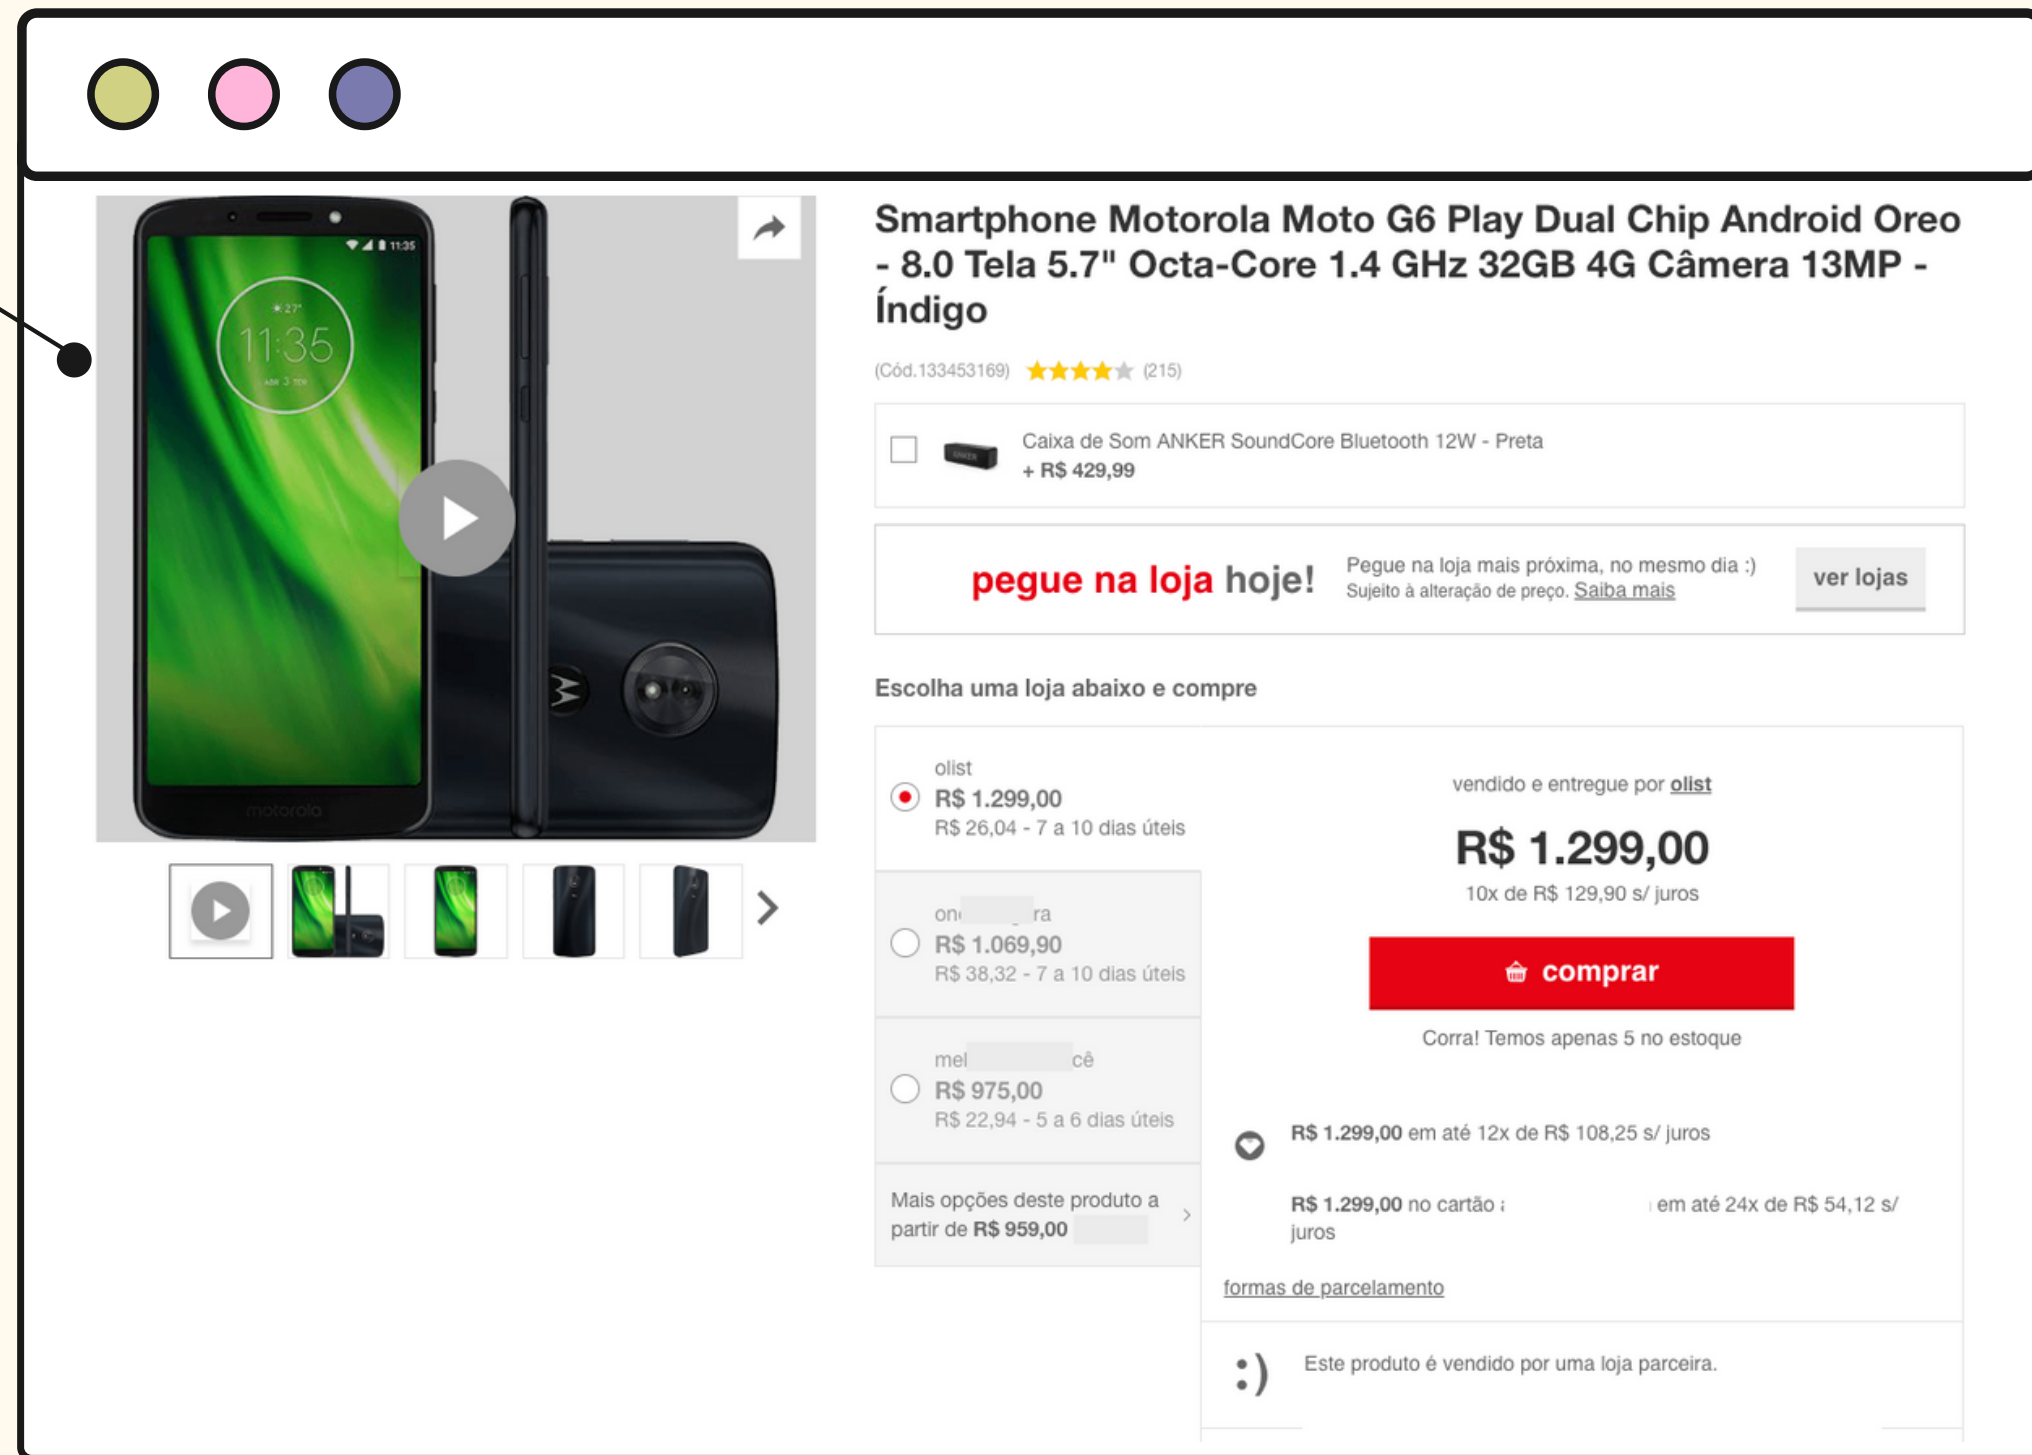 Smartphone Motorola Moto G6 Play Dual Chip Android Oreo
- 8.0 Tela 5.7" Octa-Core 1.4 GHz 32GB 4G Câmera 13MP -
Índigo
(Cód.133453169) (215)
Caixa de Som ANKER SoundCore Bluetooth 12W - Preta
+ R$ 429,99
pegue na loja hoje!
Pegue na loja mais próxima, no mesmo dia :)
Sujeito à alteração de preço. Saiba mais
ver lojas
Escolha uma loja abaixo e compre
olist
R$ 1.299,00
R$ 26,04 - 7 a 10 dias úteis
R$ 1.069,90
R$ 38,32 - 7 a 10 dias úteis
R$ 975,00
R$ 22,94 - 5 a 6 dias úteis
Mais opções deste produto a
partir de R$ 959,00
vendido e entregue por olist
R$ 1.299,00
10x de R$ 129,90 s/ juros
comprar
Corra! Temos apenas 5 no estoque
R$ 1.299,00 em até 12x de R$ 108,25 s/ juros
R$ 1.299,00 no cartão em até 24x de R$ 54,12 s/
juros
formas de parcelamento
:) Este produto é vendido por uma loja parceira.
11:35
27°
11:35
motorola